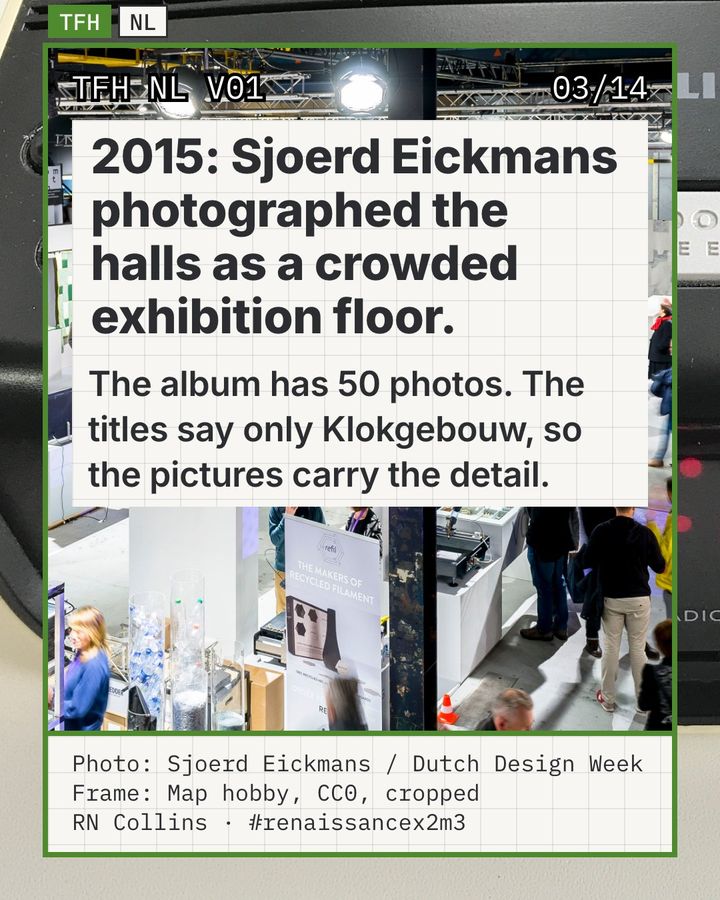 TFH NL
TFH NL V01
03/14
2015: Sjoerd Eickmans
photographed the
halls as a crowded
exhibition floor.
The album has 50 photos. The
titles say only Klokgebouw, so
the pictures carry the detail.
refil
THE MAKERS OF
RECYCLED FILAMENT
Photo: Sjoerd Eickmans / Dutch Design Week
Frame: Map hobby, CC0, cropped
RN Collins · #renaissancex2m3